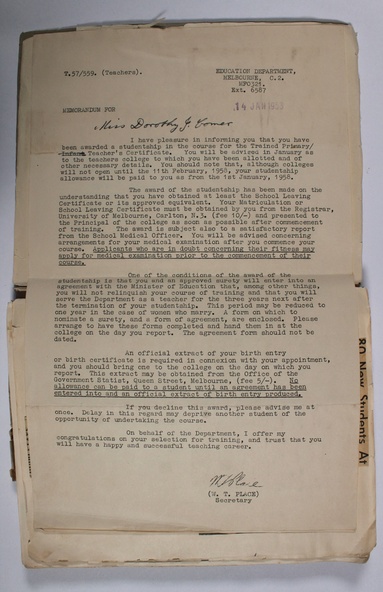 T.57/359. (Teachers).
EDUCATION DEPARTMENT,
MELBOURNE, C.2.
MFO321.
Ext. 6587
14 JAN 1958
MEMORANDUM FOR
Miss Dorothy J.
I have pleasure in informing you that you have
been awarded a studentship in the course for the Trained Primary/
Infant Teacher's Certificate. You will be advised in January as
to the teachers college to which you have been allotted and of
other necessary details. You should note that, although colleges
will not open until the 11th February, 1958, your studentship
allowance will be paid to you as from the 1st January, 1958.
The award of the studentship has been made on the
understanding that you have obtained at least the School Leaving
Certificate or its approved equivalent. Your Matriculation or
School Leaving Certificate must be obtained by you from the Registrar,
University of Melbourne, Carlton, N.3. (fee 10/-) and presented to
the Principal of the college as soon as possible after commencement
of training. The award is subject also to a satisfactory report
from the School Medical Officer. You will be advised concerning
arrangements for your medical examination after you commence your
course. Applicants who are in doubt concerning their fitness may
apply for medical examination prior to the commencement of their
course.
One of the conditions of the award of the
studentship is that you and an approved surety will enter into an
agreement with the Minister of Education that, among other things,
you will not relinquish your course of training and that you will
serve the Department as a teacher for the three years next after
the termination of your studentship. This period may be reduced to
one year in the case of women who marry. A form on which to
nominate a surety, and a form of agreement, are enclosed. Please
arrange to have these forms completed and hand them in at the
college on the day you report. The agreement form should not be
dated.
An official extract of your birth entry
or birth certificate is required in connexion with your appointment,
and you should bring one to the college on the day on which you
report. This extract may be obtained from the Office of the
Government Statist, Queen Street, Melbourne, (fee 5/-). No
allowance can be paid to a student until an agreement has been
entered into and an official extract of birth entry produced.
If you decline this award, please advise me at
once. Delay in this regard may deprive another student of the
opportunity of undertaking the course.
On behalf of the Department, I offer my
congratulations on your selection for training, and trust that you
will have a happy and successful teaching career.
W T Place
(W. T. PLACE)
Secretary
80 New Students At